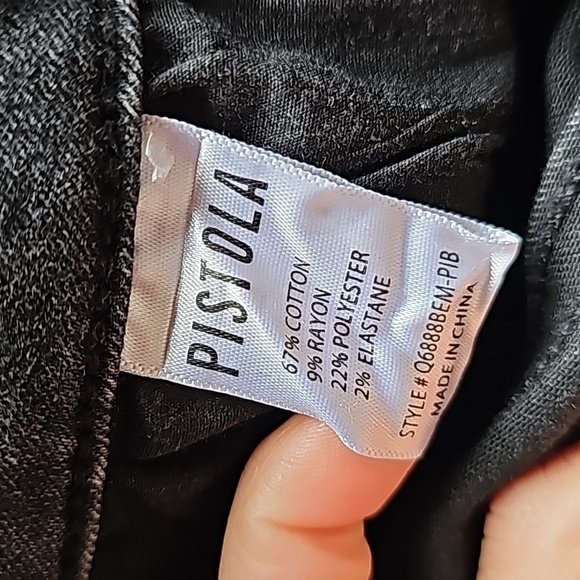 PISTOLA
67% COTTON
9% RAYON
22% POLYESTER
2% ELASTANE
STYLE # Q6888BEM-PIB
MADE IN CHINA